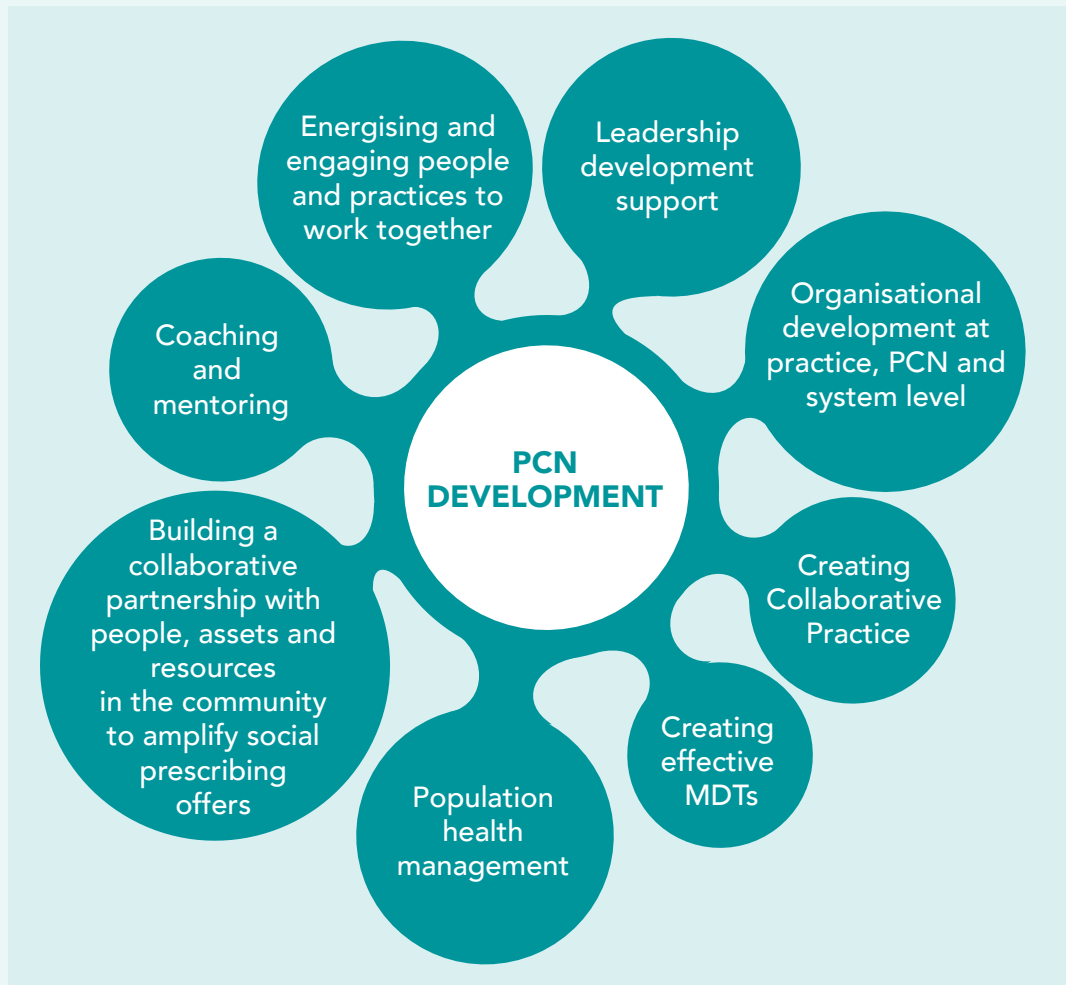 Energising and
engaging people
and practices to
work together
Leadership
development
support
Organisational
development at
practice, PCN and
system level
Creating
Collaborative
Practice
Creating
effective
MDTs
Population
health
management
Building a
collaborative
partnership with
people, assets and
resources
in the community
to amplify social
prescribing
offers
Coaching
and
mentoring
PCN
DEVELOPMENT